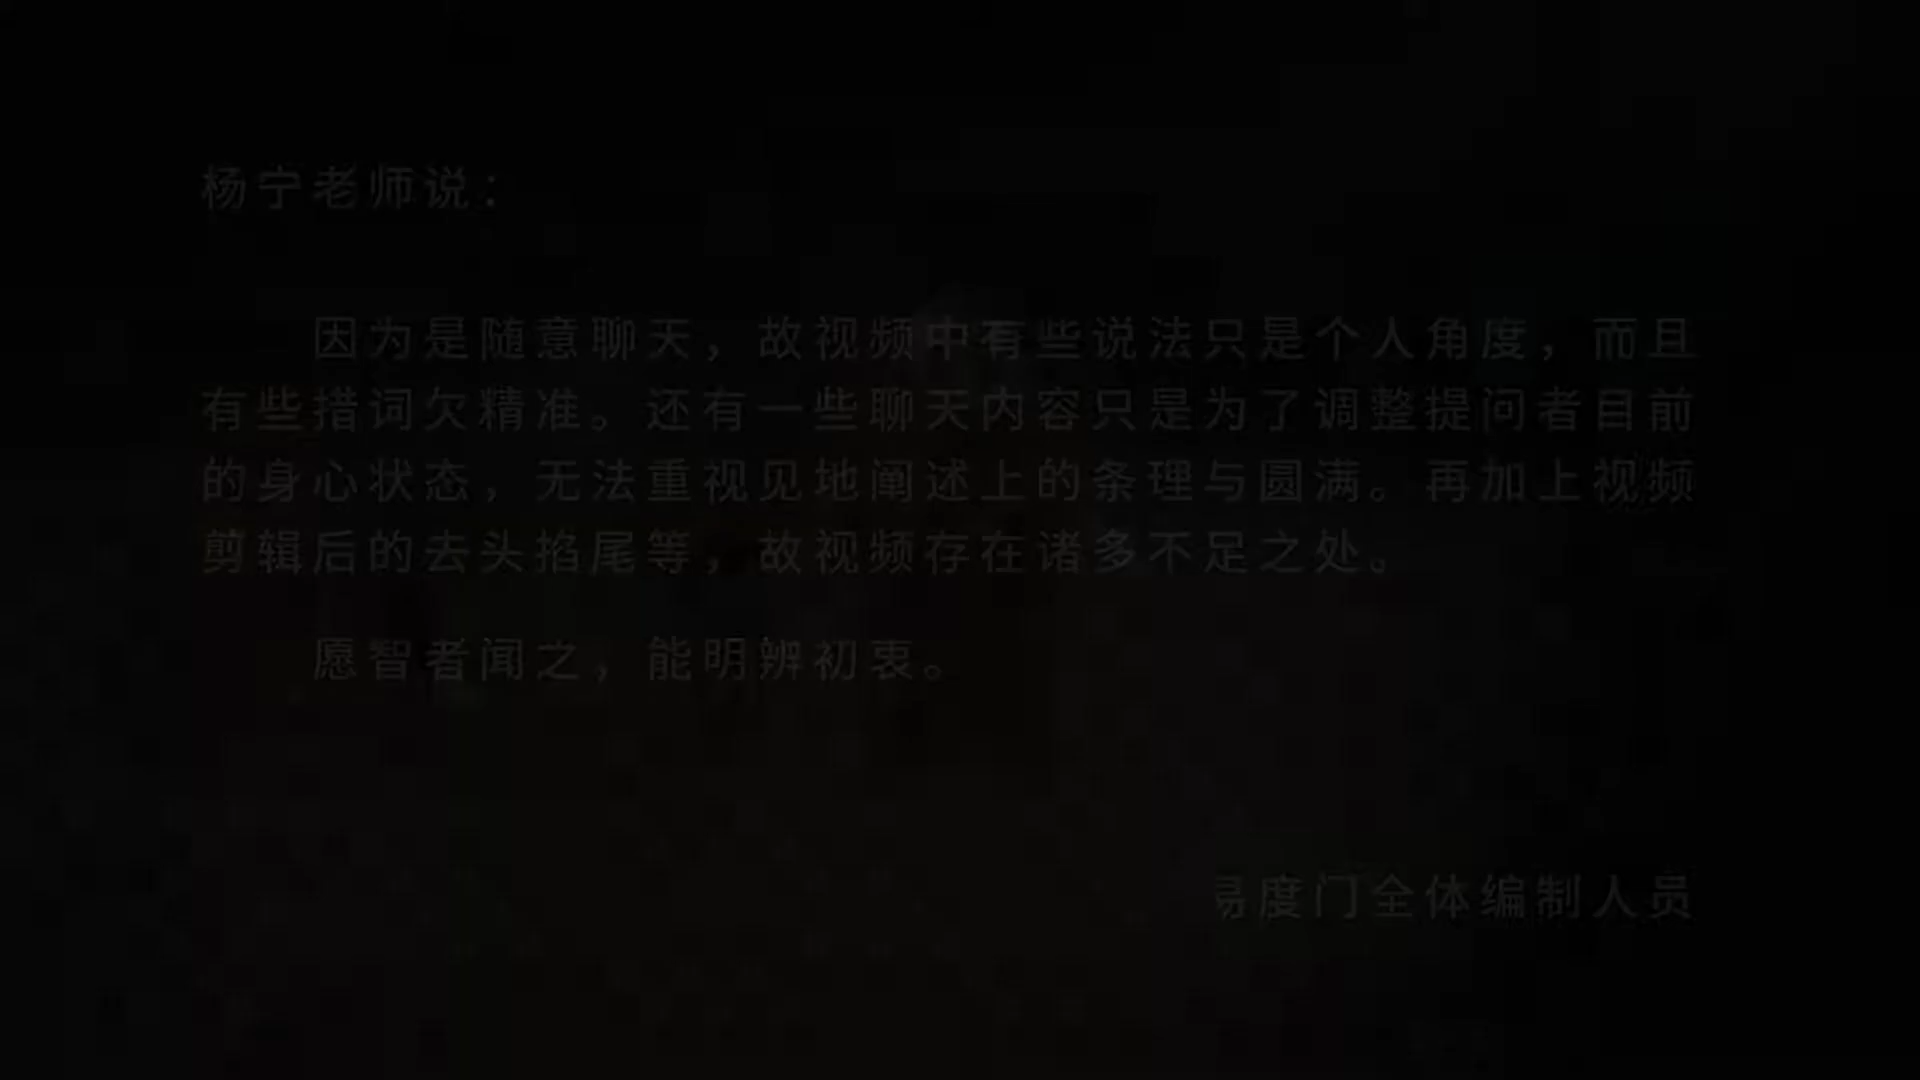 杨宁老师说：
因为是随意聊天，故视频中有些说法只是个人角度，而且
有些措词欠精准。还有一些聊天内容只是为了调整提问者目前
的身心状态，无法重视见地阐述上的条理与圆满。再加上视频
剪辑后的去头掐尾等，故视频存在诸多不足之处。
愿智者闻之，能明辨初衷。
易度门全体编制人员